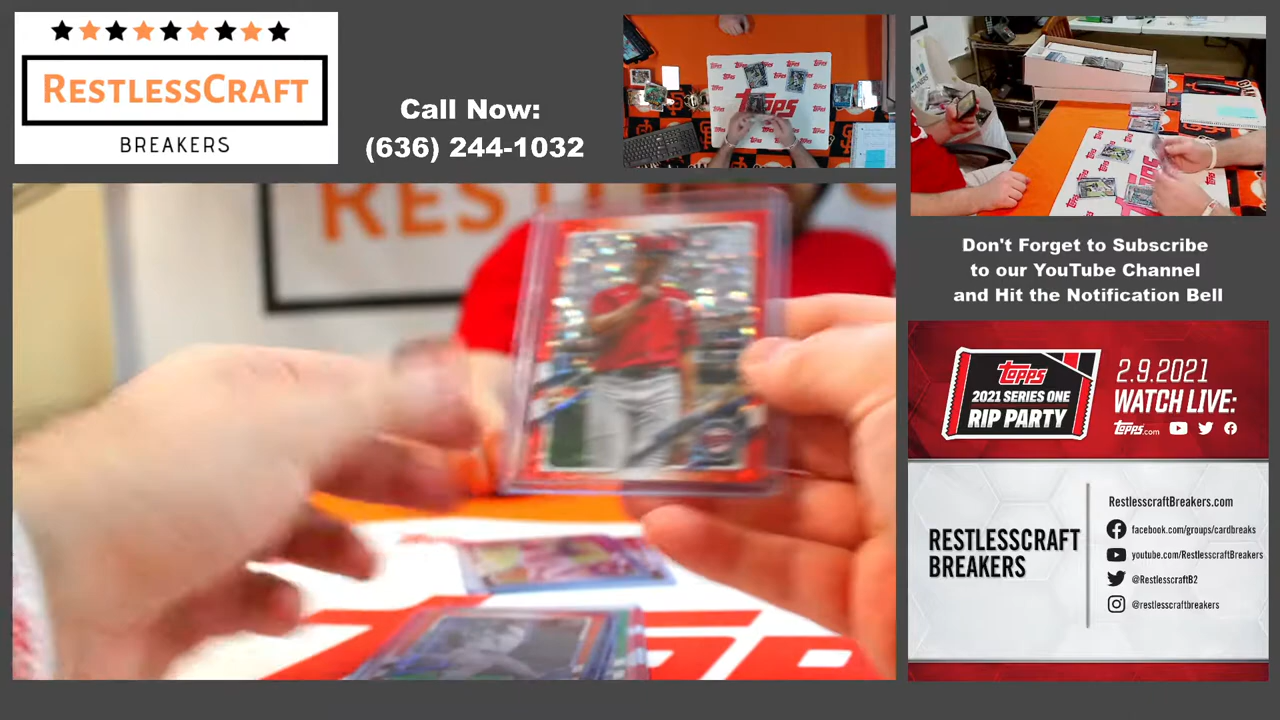 RESTLESSCRAFT
BREAKERS
Call Now:
(636) 244-1032
TOPPS
RES
Don't Forget to Subscribe
to our YouTube Channel
and Hit the Notification Bell
TOPPS
2021 SERIES ONE
RIP PARTY
2.9.2021
WATCH LIVE:
TOPPS.com
RESTLESSCRAFT
BREAKERS
RestlesscraftBreakers.com
facebook.com/groups/cardbreaks
youtube.com/RestlesscraftBreakers
@RestlesscraftB2
@restlesscraftbreakers